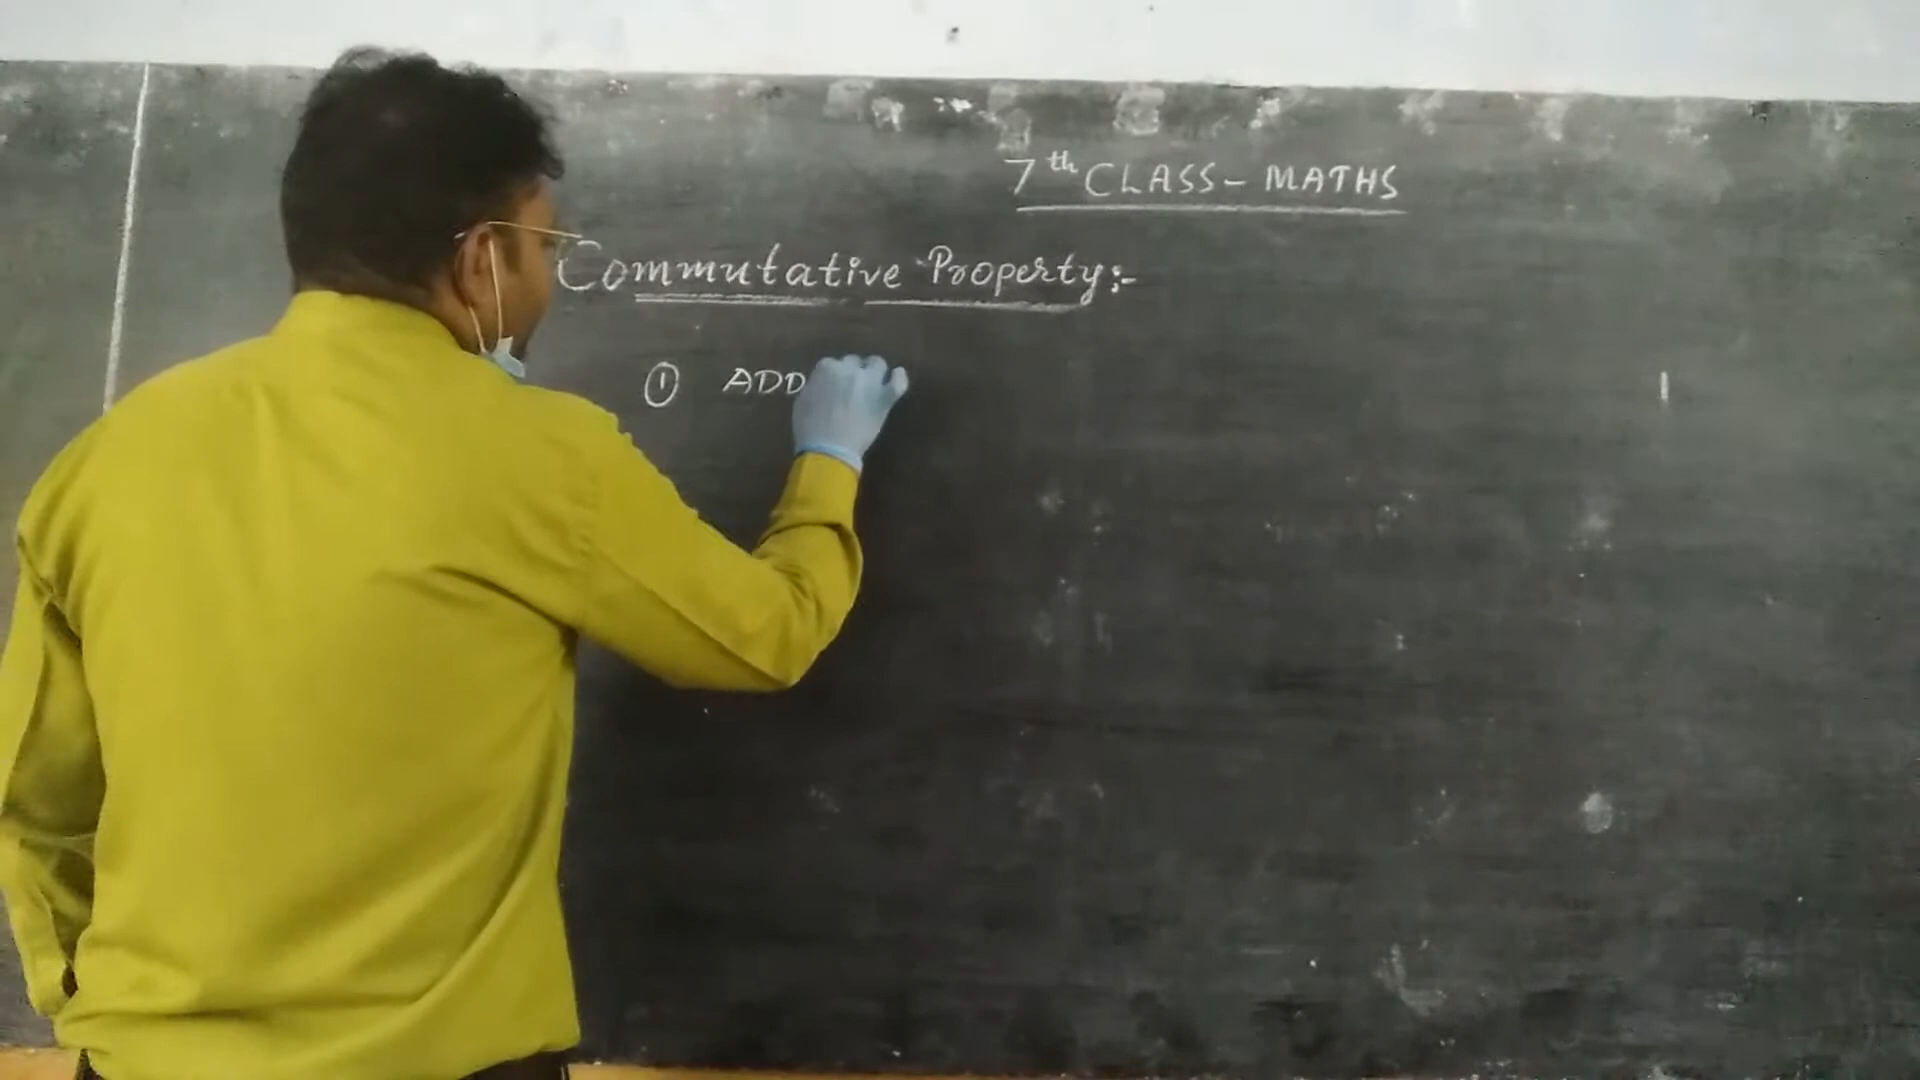 7th CLASS - MATHS
Commutative Property :-
① ADD